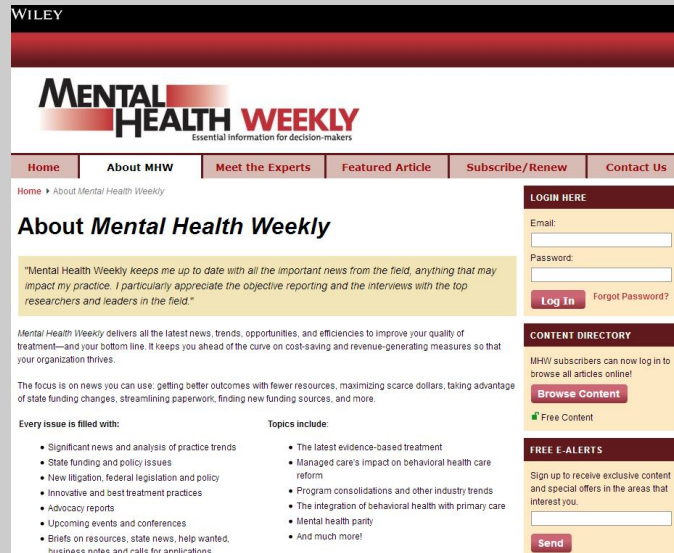 WILEY
MENTAL
HEALTH WEEKLY
Essential information for decision-makers
Home
About MHW
Meet the Experts
Featured Article
Subscribe/Renew
Contact Us
Home ▸ About Mental Health Weekly
About Mental Health Weekly
"Mental Health Weekly keeps me up to date with all the important news from the field, anything that may
impact my practice. I particularly appreciate the objective reporting and the interviews with the top
researchers and leaders in the field."
Mental Health Weekly delivers all the latest news, trends, opportunities, and efficiencies to improve your quality of
treatment—and your bottom line. It keeps you ahead of the curve on cost-saving and revenue-generating measures so that
your organization thrives.
The focus is on news you can use: getting better outcomes with fewer resources, maximizing scarce dollars, taking advantage
of state funding changes, streamlining paperwork, finding new funding sources, and more.
Every issue is filled with:
• Significant news and analysis of practice trends
• State funding and policy issues
• New litigation, federal legislation and policy
• Innovative and best treatment practices
• Advocacy reports
• Upcoming events and conferences
• Briefs on resources, state news, help wanted,
business notes and calls for applications
Topics include:
• The latest evidence-based treatment
• Managed care's impact on behavioral health care
reform
• Program consolidations and other industry trends
• The integration of behavioral health with primary care
• Mental health parity
• And much more!
LOGIN HERE
Email:
Password:
Log In
Forgot Password?
CONTENT DIRECTORY
MHW subscribers can now log in to
browse all articles online!
Browse Content
Free Content
FREE E-ALERTS
Sign up to receive exclusive content
and special offers in the areas that
interest you.
Send